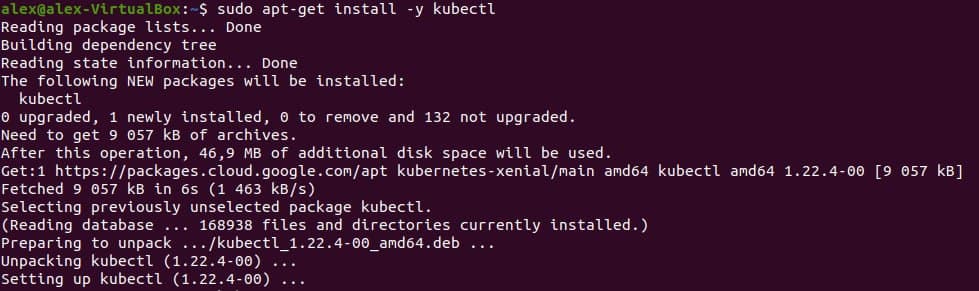 alex@alex-VirtualBox:~$ sudo apt-get install -y kubectl
Reading package lists... Done
Building dependency tree
Reading state information... Done
The following NEW packages will be installed:
  kubectl
0 upgraded, 1 newly installed, 0 to remove and 132 not upgraded.
Need to get 9 057 kB of archives.
After this operation, 46,9 MB of additional disk space will be used.
Get:1 https://packages.cloud.google.com/apt kubernetes-xenial/main amd64 kubectl amd64 1.22.4-00 [9 057 kB]
Fetched 9 057 kB in 6s (1 463 kB/s)
Selecting previously unselected package kubectl.
(Reading database ... 168938 files and directories currently installed.)
Preparing to unpack .../kubectl_1.22.4-00_amd64.deb ...
Unpacking kubectl (1.22.4-00) ...
Setting up kubectl (1.22.4-00) ...